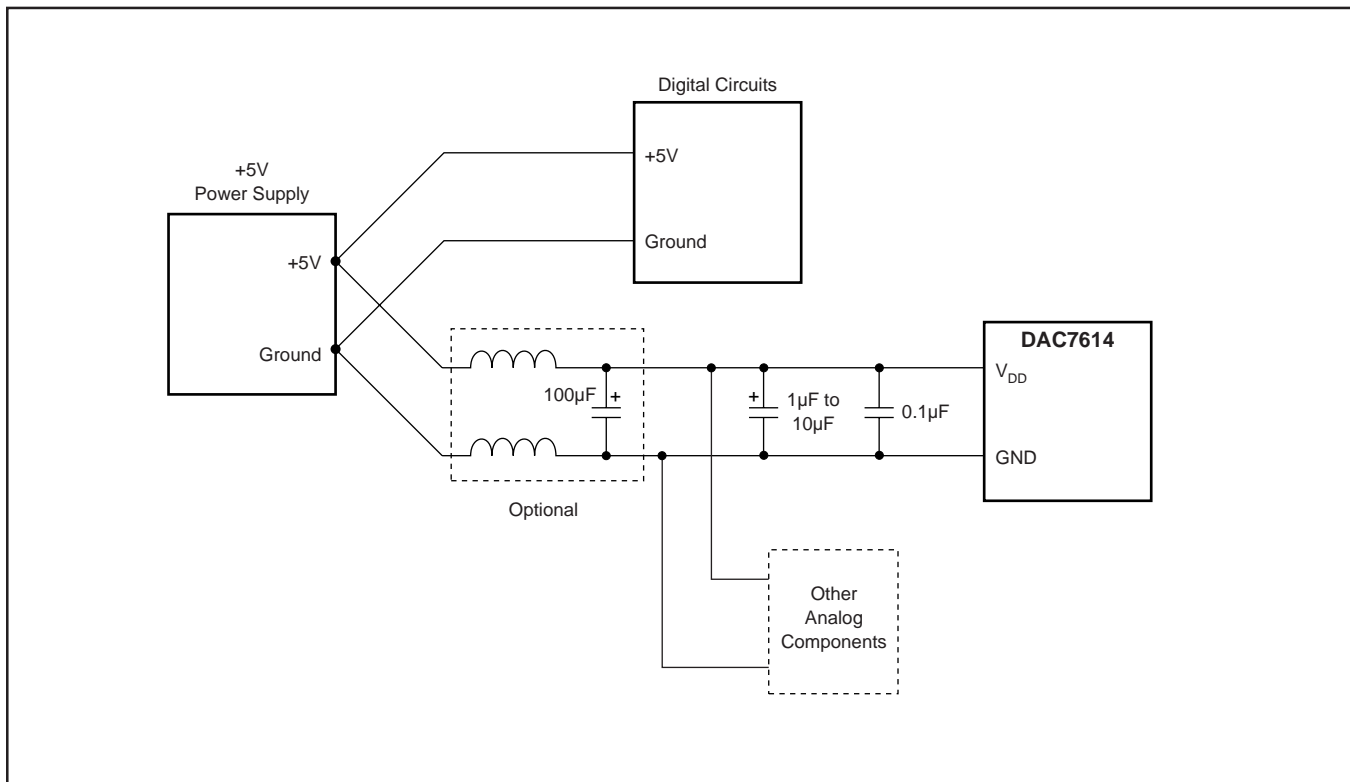 Digital Circuits
+5V
Ground
+5V
Power Supply
+5V
Ground
DAC7614
VDD
GND
100µF
+
+
1µF to
10µF
0.1µF
Optional
Other
Analog
Components